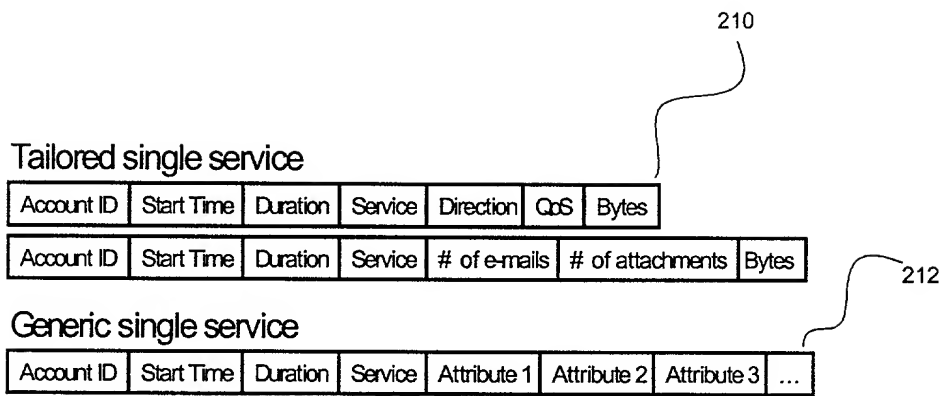 210
Tailored single service
Account ID Start Time Duration Service Direction QoS Bytes
Account ID Start Time Duration Service # of e-mails # of attachments Bytes
212
Generic single service
Account ID Start Time Duration Service Attribute 1 Attribute 2 Attribute 3 ...